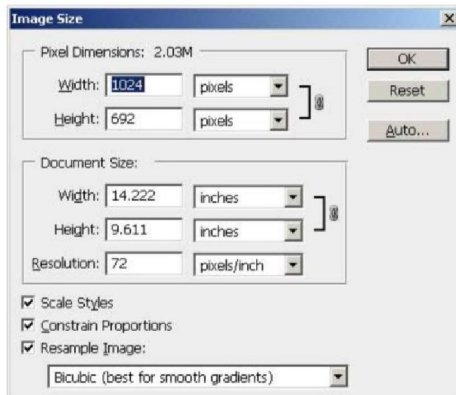 Image Size
Pixel Dimensions: 2.03M
OK
Width: 1024 pixels
Reset
Height: 692 pixels
Auto...
Document Size:
Width: 14.222 inches
Height: 9.611 inches
Resolution: 72 pixels/inch
Scale Styles
Constrain Proportions
Resample Image:
Bicubic (best for smooth gradients)